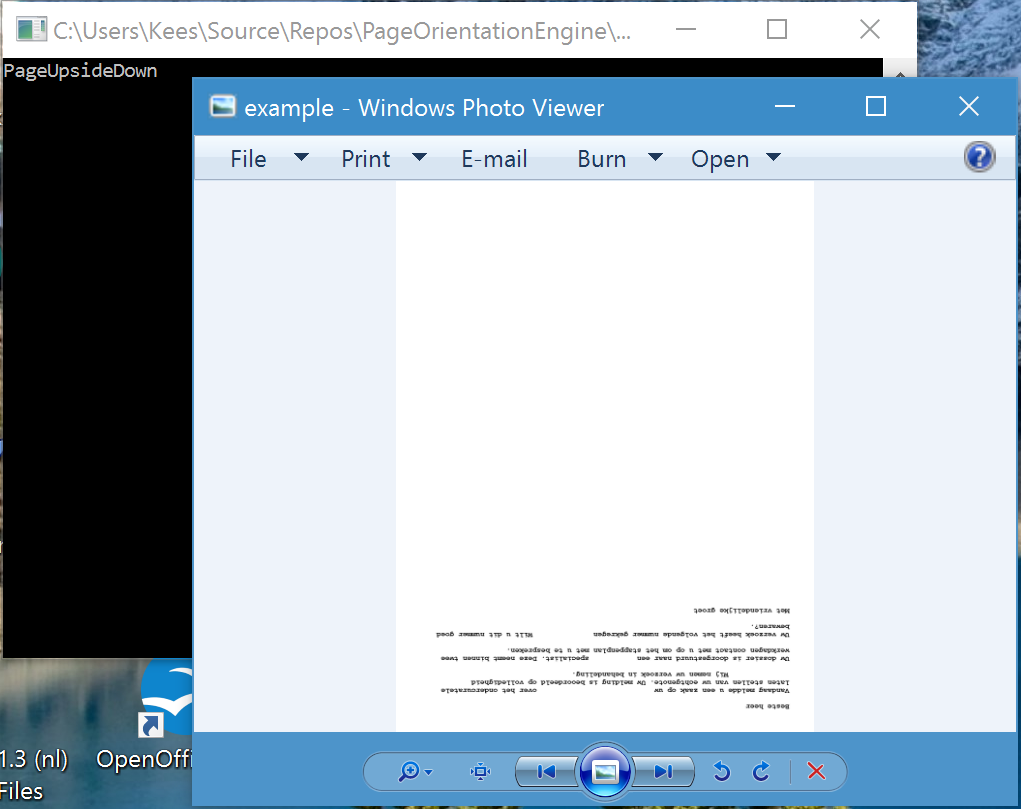 C:\Users\Kees\Source\Repos\PageOrientationEngine\...
PageUpsideDown
example - Windows Photo Viewer
File Print E-mail Burn Open
?
Beste heer
Vandaag meldde u een zaak op uw over het ondercuratele
laten stellen van uw echtgenote. Uw melding is beoordeeld op volledigheid
Wij nemen uw verzoek in behandeling.
Uw dossier is doorgestuurd naar een specialist. Deze neemt binnen twee
werkdagen contact met u op om het stappenplan met u te bespreken.
Uw verzoek heeft het volgende nummer gekregen Wilt u dit nummer goed
bewaren?.
Met vriendelijke groet
1.3 (nl) OpenOffi
Files